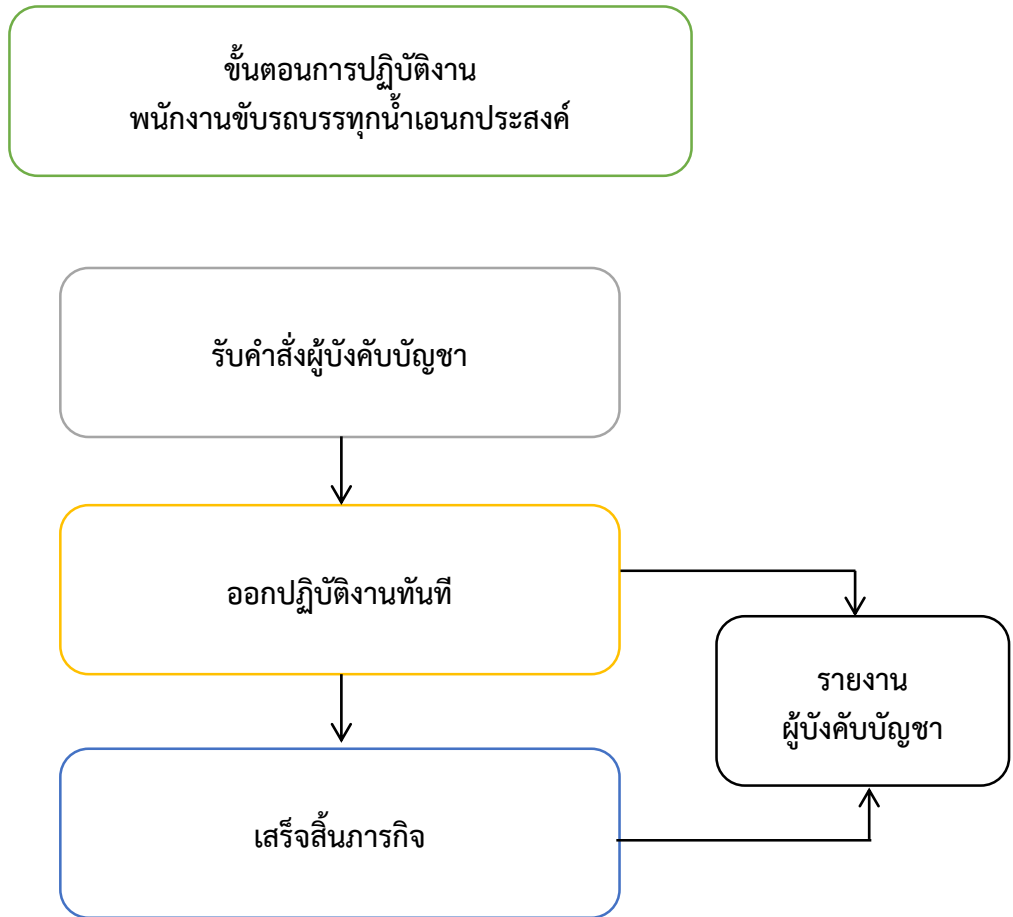 ขั้นตอนการปฏิบัติงาน
พนักงานขับรถบรรทุกน้ำเอนกประสงค์
รับคำสั่งผู้บังคับบัญชา
ออกปฏิบัติงานทันที
รายงาน
ผู้บังคับบัญชา
เสร็จสิ้นภารกิจ